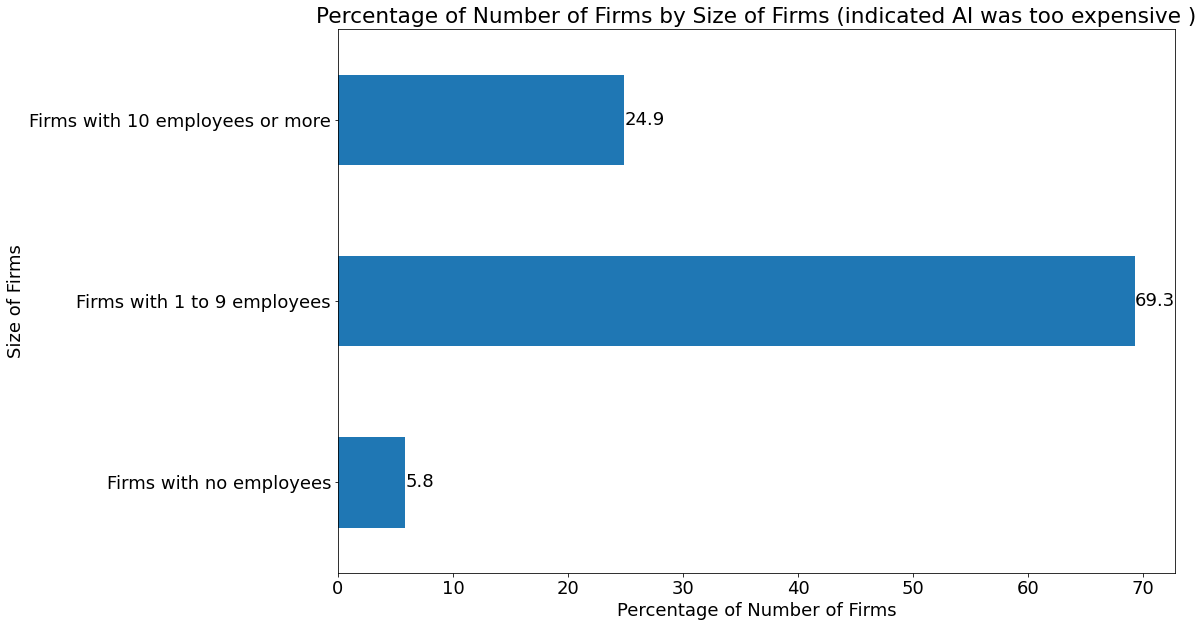 Percentage of Number of Firms by Size of Firms (indicated AI was too expensive )
Size of Firms
Firms with 10 employees or more
24.9
Firms with 1 to 9 employees
69.3
Firms with no employees
5.8
0 10 20 30 40 50 60 70
Percentage of Number of Firms